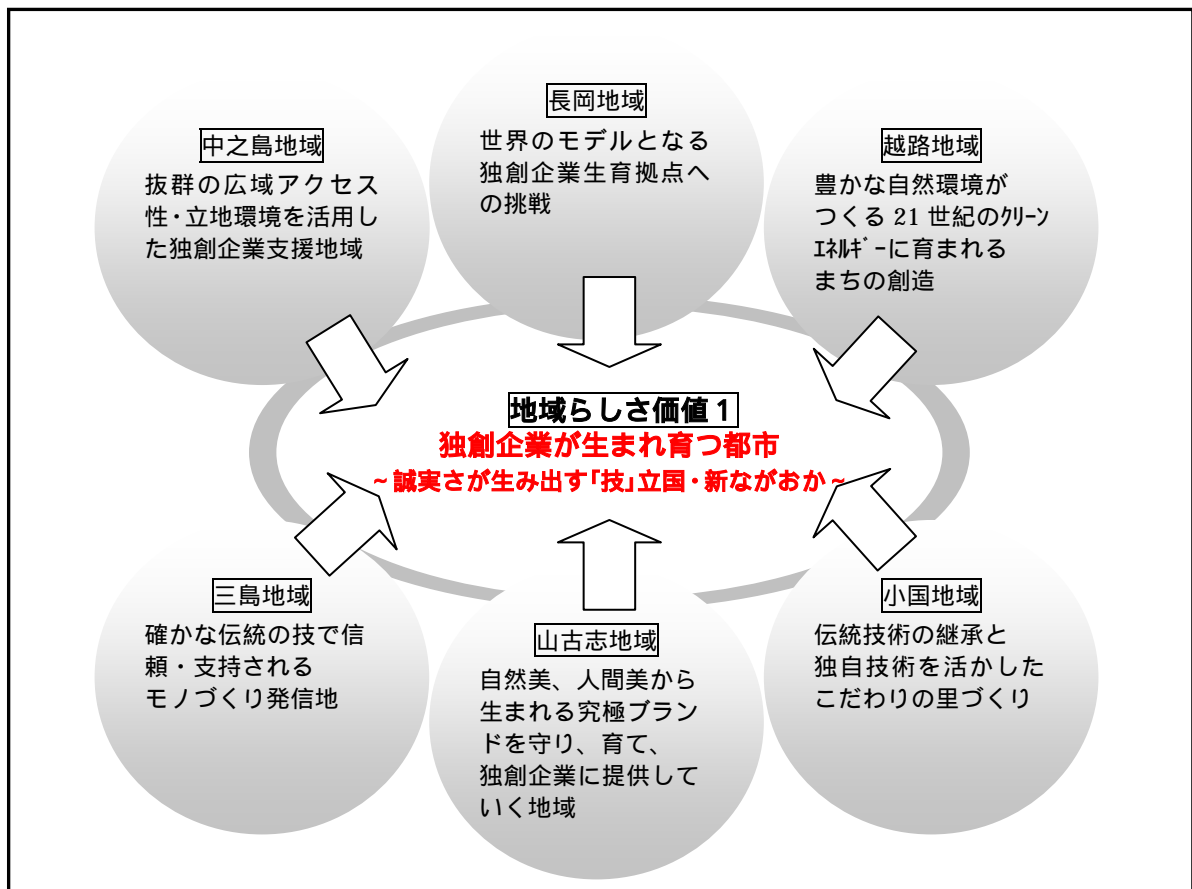 中之島地域
抜群の広域アクセス
性・立地環境を活用し
た独創企業支援地域
長岡地域
世界のモデルとなる
独創企業生育拠点へ
の挑戦
越路地域
豊かな自然環境が
つくる 21 世紀のｸﾘｰﾝ
ｴﾈﾙｷﾞｰに育まれる
まちの創造
地域らしさ価値１
独創企業が生まれ育つ都市
~誠実さが生み出す｢技｣立国・新ながおか~
三島地域
確かな伝統の技で信
頼・支持される
モノづくり発信地
山古志地域
自然美、人間美から
生まれる究極ブラン
ドを守り、育て、
独創企業に提供して
いく地域
小国地域
伝統技術の継承と
独自技術を活かした
こだわりの里づくり